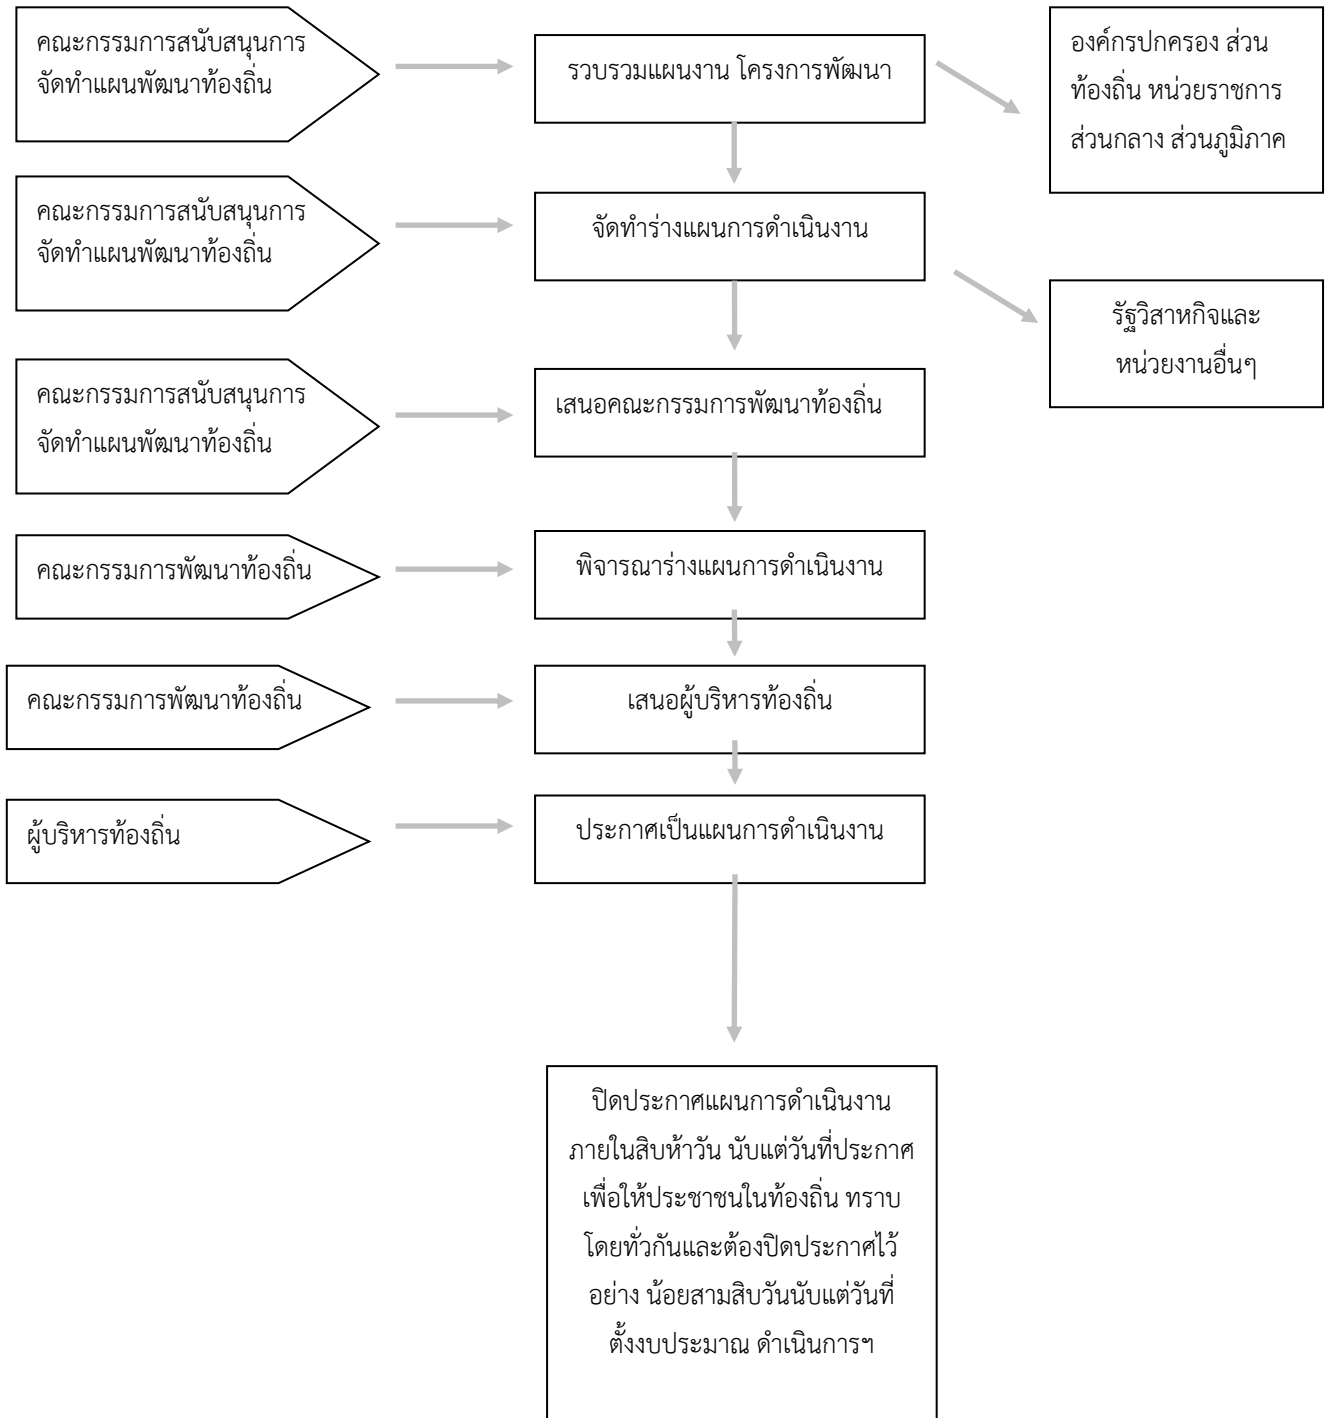 คณะกรรมการสนับสนุนการ
จัดทำแผนพัฒนาท้องถิ่น
รวบรวมแผนงาน โครงการพัฒนา
องค์กรปกครอง ส่วน
ท้องถิ่น หน่วยราชการ
ส่วนกลาง ส่วนภูมิภาค
คณะกรรมการสนับสนุนการ
จัดทำแผนพัฒนาท้องถิ่น
จัดทำร่างแผนการดำเนินงาน
รัฐวิสาหกิจและ
หน่วยงานอื่นๆ
คณะกรรมการสนับสนุนการ
จัดทำแผนพัฒนาท้องถิ่น
เสนอคณะกรรมการพัฒนาท้องถิ่น
คณะกรรมการพัฒนาท้องถิ่น
พิจารณาร่างแผนการดำเนินงาน
คณะกรรมการพัฒนาท้องถิ่น
เสนอผู้บริหารท้องถิ่น
ผู้บริหารท้องถิ่น
ประกาศเป็นแผนการดำเนินงาน
ปิดประกาศแผนการดำเนินงาน
ภายในสิบห้าวัน นับแต่วันที่ประกาศ
เพื่อให้ประชาชนในท้องถิ่น ทราบ
โดยทั่วกันและต้องปิดประกาศไว้
อย่าง น้อยสามสิบวันนับแต่วันที่
ตั้งงบประมาณ ดำเนินการฯ